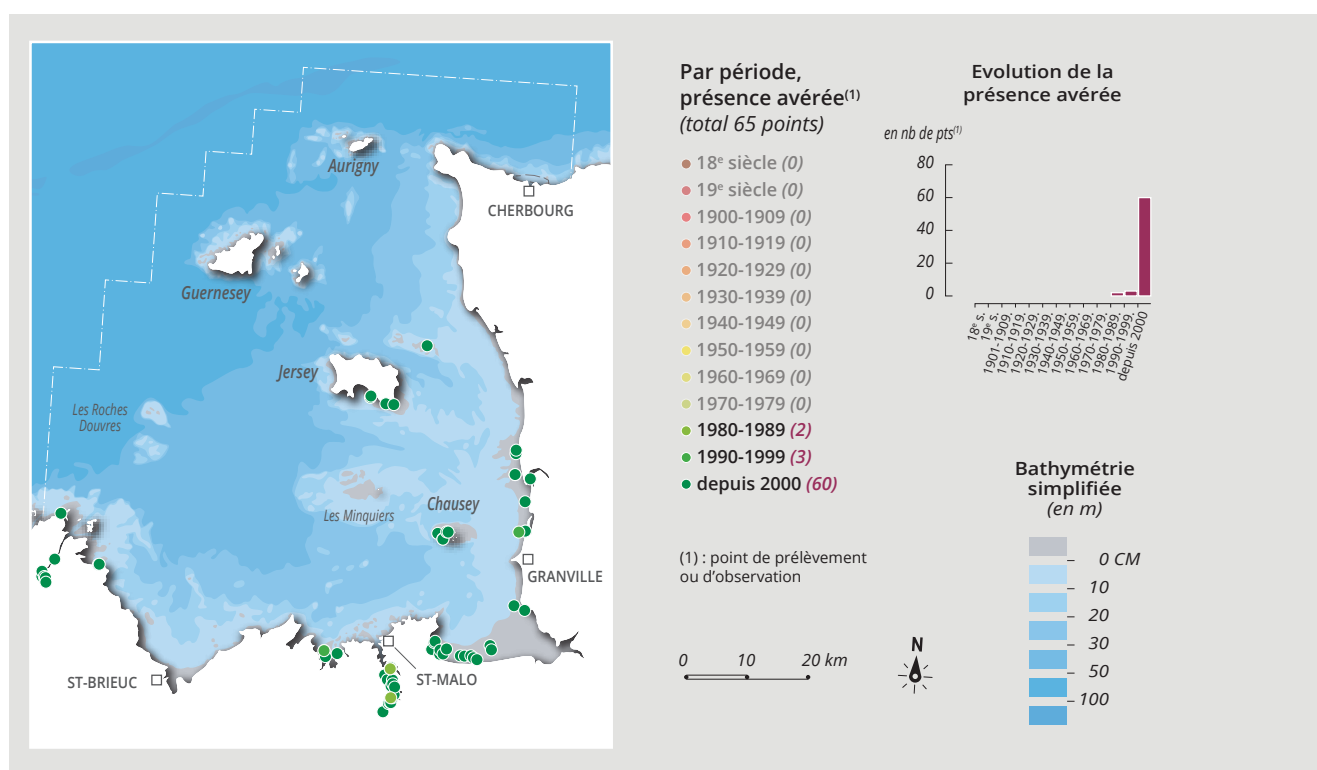 Aurigny
CHERBOURG
Guernesey
Jersey
Les Roches
Douvres
Chausey
Les Minquiers
GRANVILLE
ST-MALO
ST-BRIEUC
Par période,
présence avérée(1)
(total 65 points)
18e siècle (0)
19e siècle (0)
1900-1909 (0)
1910-1919 (0)
1920-1929 (0)
1930-1939 (0)
1940-1949 (0)
1950-1959 (0)
1960-1969 (0)
1970-1979 (0)
1980-1989 (2)
1990-1999 (3)
depuis 2000 (60)
(1) : point de prélèvement
ou d'observation
0 10 20 km
N
Evolution de la
présence avérée
en nb de pts(1)
80
60
40
20
0
18e s.
19e s.
1901-1909.
1910-1919.
1920-1929.
1930-1939.
1940-1949.
1950-1959.
1960-1969.
1970-1979.
1980-1989.
1990-1999.
depuis 2000
Bathymétrie
simplifiée
(en m)
0 CM
10
20
30
50
100